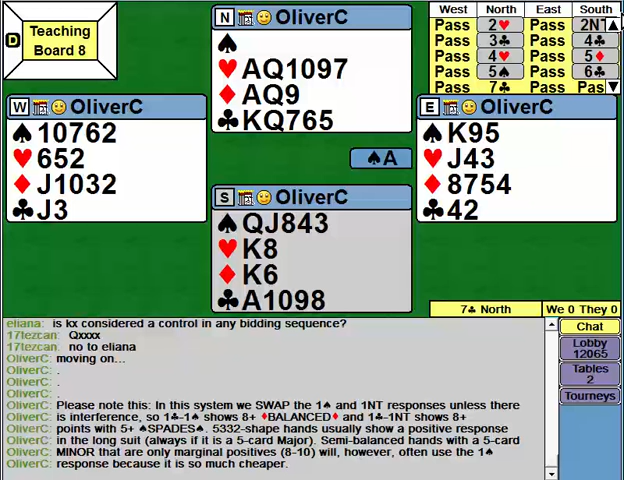 D
Teaching
Board 8
N OliverC
♠
♥ AQ1097
♦ AQ9
♣ KQ765
West North East South
Pass 2♥ Pass 2NT
Pass 3♣ Pass 4♣
Pass 4♥ Pass 5♦
Pass 5♠ Pass 6♣
Pass 7♣ Pass Pas
W OliverC
♠ 10762
♥ 652
♦ J1032
♣ J3
♠A
E OliverC
♠ K95
♥ J43
♦ 8754
♣ 42
S OliverC
♠ QJ843
♥ K8
♦ K6
♣ A1098
7♣ North
We 0 They 0
eliana: is kx considered a control in any bidding sequence?
17tezcan: Qxxx
17tezcan: no to eliana
OliverC: moving on...
OliverC: .
OliverC: .
OliverC: .
OliverC: Please note this: In this system we SWAP the 1♠ and 1NT responses unless there
is interference, so 1♣-1♠ shows 8+ ♦BALANCED♦ and 1♣-1NT shows 8+
points with 5+ ♠SPADES♠. 5332-shape hands usually show a positive response
in the long suit (always if it is a 5-card Major). Semi-balanced hands with a 5-card
MINOR that are only marginal positives (8-10) will, however, often use the 1♠
response because it is so much cheaper.
Chat
Lobby
12065
Tables
2
Tourneys